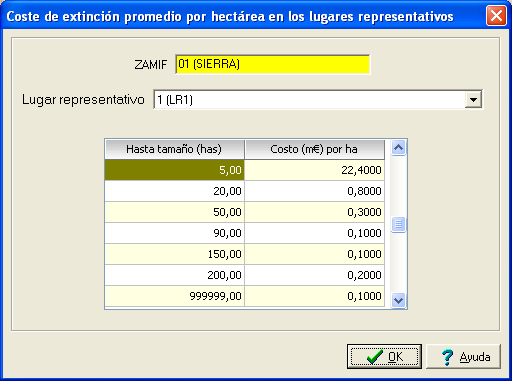 Coste de extinción promedio por hectárea en los lugares representativos
ZAMIF 01 (SIERRA)
Lugar representativo 1 (LR1)
Hasta tamaño (has) Costo (m€) por ha
5,00 22,4000
20,00 0,8000
50,00 0,3000
90,00 0,1000
150,00 0,1000
200,00 0,2000
999999,00 0,1000
OK Ayuda